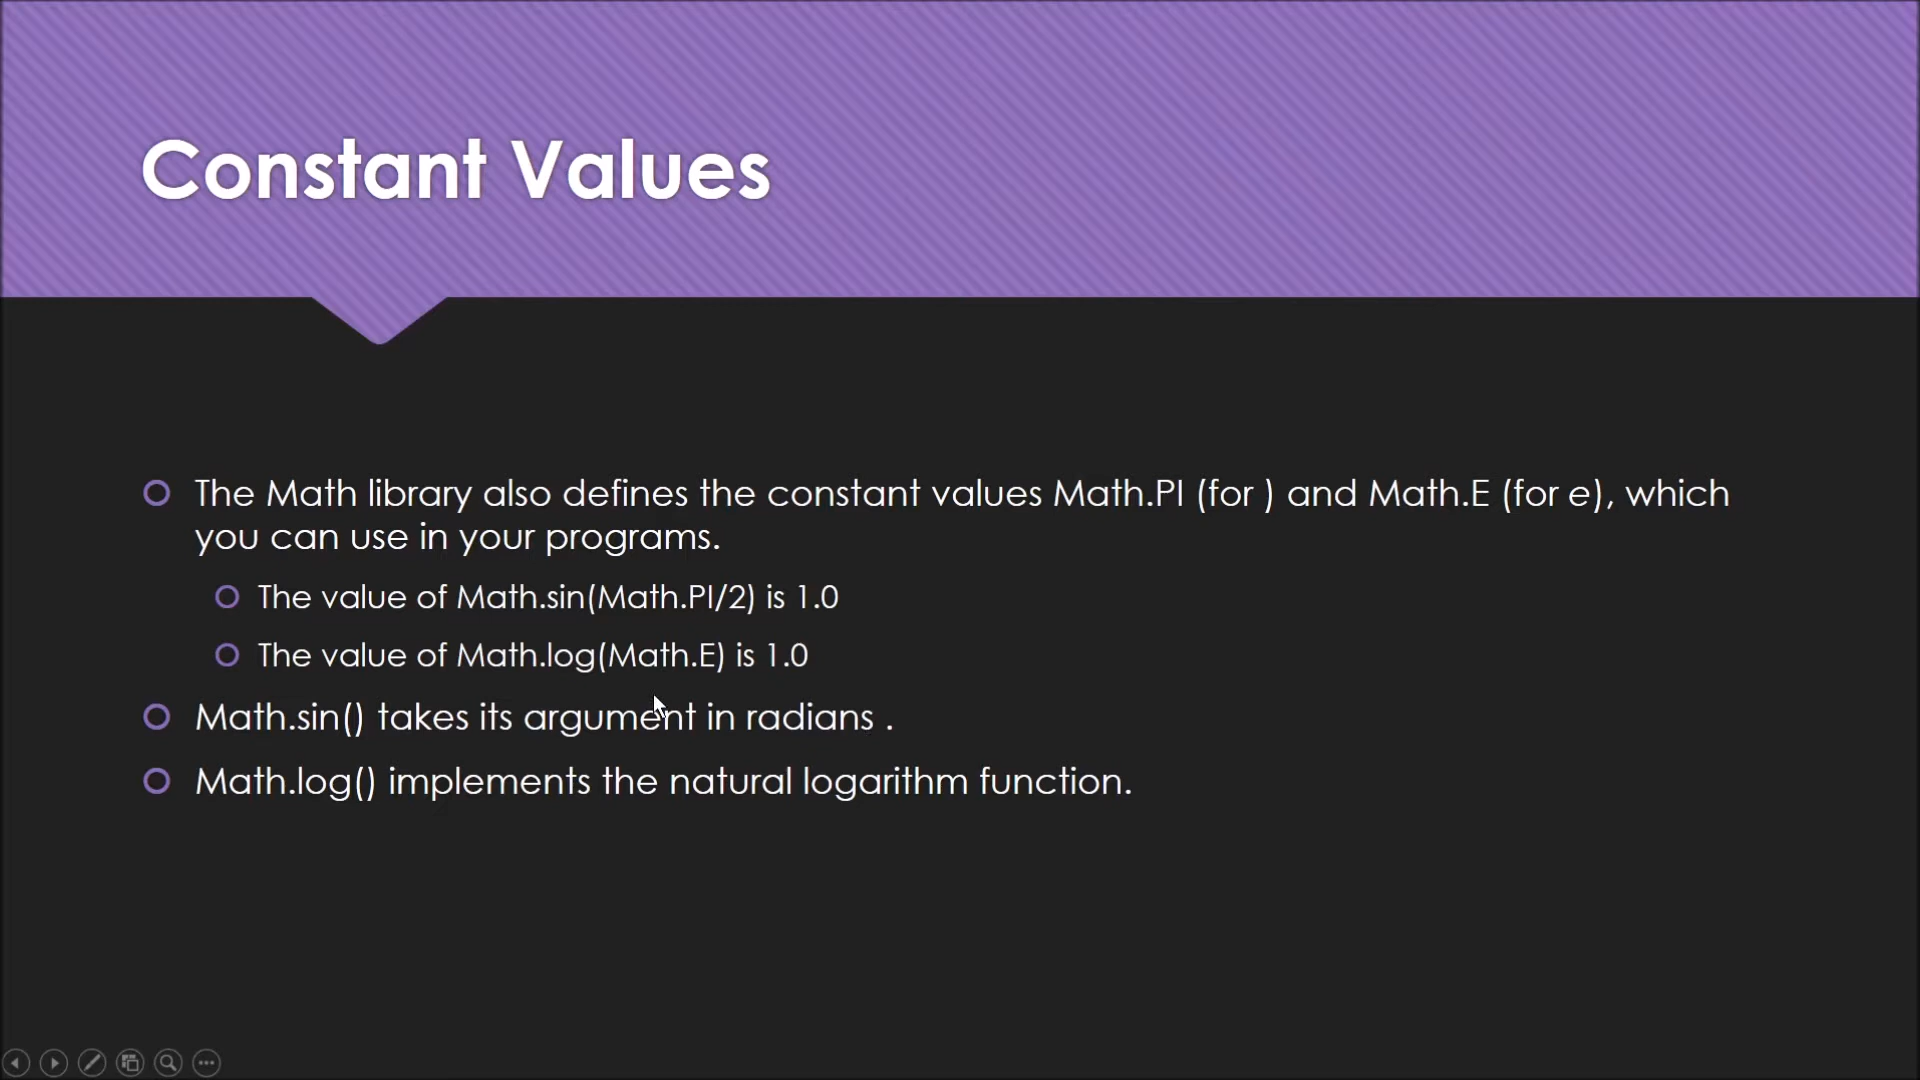 Constant Values
The Math library also defines the constant values Math.PI (for ) and Math.E (for e), which
you can use in your programs.
The value of Math.sin(Math.PI/2) is 1.0
The value of Math.log(Math.E) is 1.0
Math.sin() takes its argument in radians .
Math.log() implements the natural logarithm function.